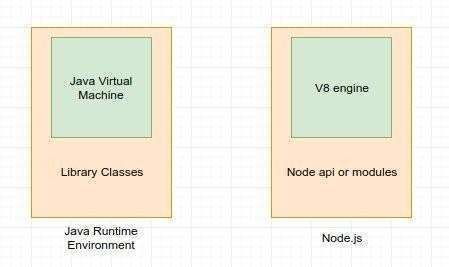 Java Virtual
Machine
Library Classes
Java Runtime
Environment
V8 engine
Node api or modules
Node.js